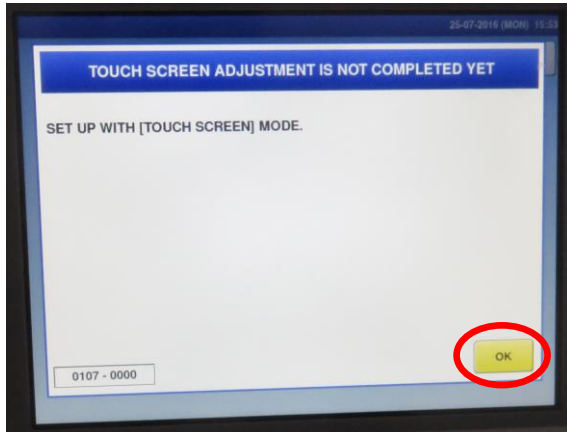 25-07-2016 (MON) 15:53
TOUCH SCREEN ADJUSTMENT IS NOT COMPLETED YET
SET UP WITH [TOUCH SCREEN] MODE.
OK
0107 - 0000